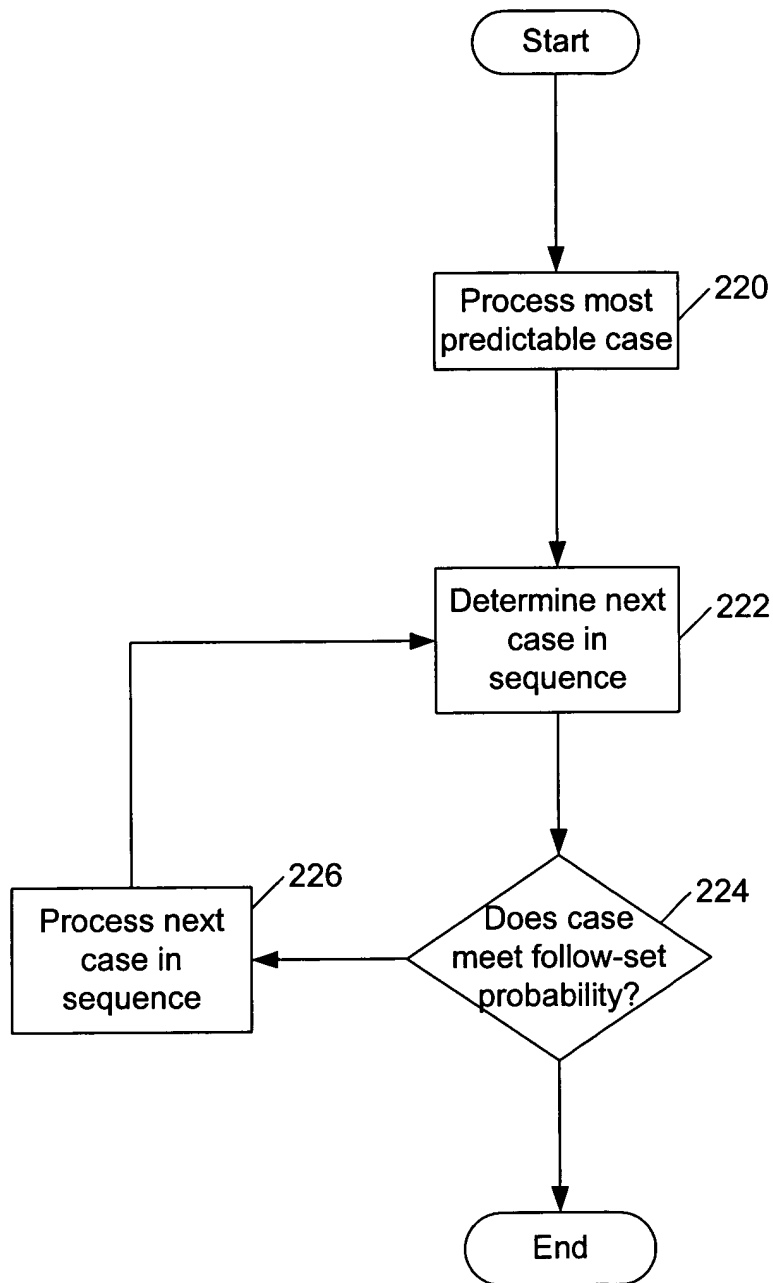 Start
Process most
predictable case
220
Determine next
case in
sequence
222
Does case
meet follow-set
probability?
224
Process next
case in
sequence
226
End